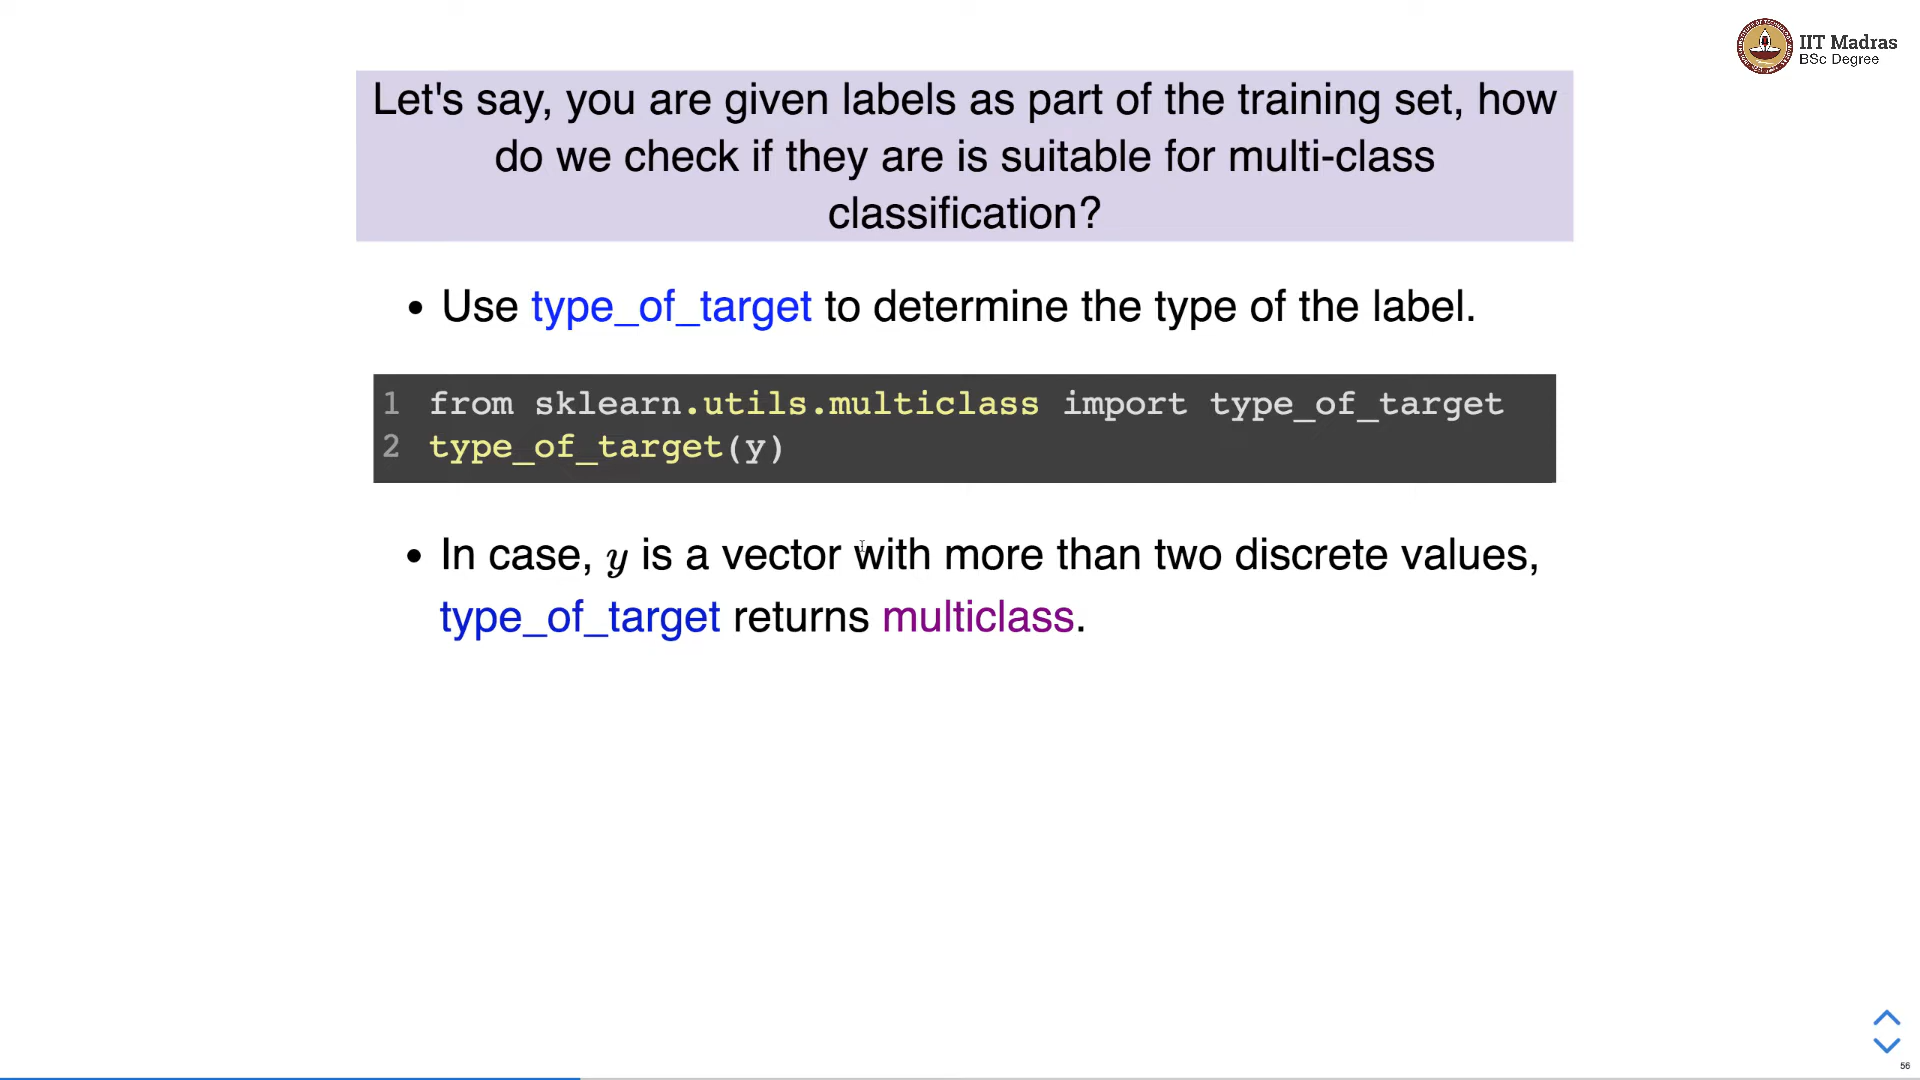 IIT Madras
BSc Degree
Let's say, you are given labels as part of the training set, how
do we check if they are is suitable for multi-class
classification?
• Use type_of_target to determine the type of the label.
1 from sklearn.utils.multiclass import type_of_target
2 type_of_target(y)
• In case, y is a vector with more than two discrete values,
type_of_target returns multiclass.
56